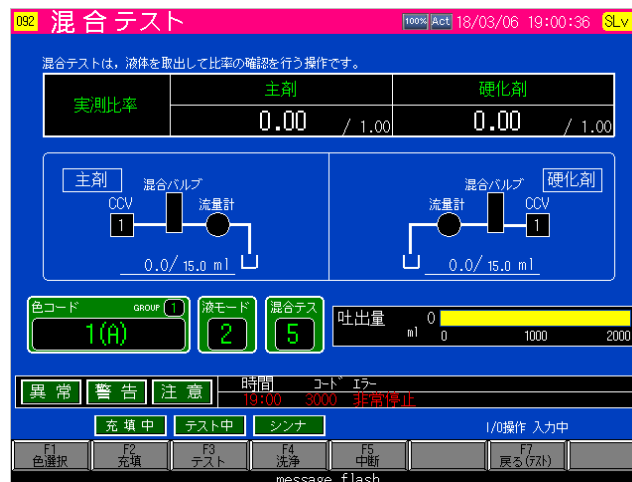 092 混合テスト 100% Act 18/03/06 19:00:36 SLv
混合テストは，液体を取出して比率の確認を行う操作です。
実測比率 主剤 硬化剤
0.00 / 1.00 0.00 / 1.00
主剤 混合バルブ 混合バルブ 硬化剤
CCV 流量計 流量計 CCV
1 1
0.0/ 15.0 ml 0.0/ 15.0 ml
色コード GROUP 1 液モード 混合テス
1(A) 2 5
吐出量 0
ml 0 1000 2000
異常 警告 注意 時間 コード エラー
19:00 3000 非常停止
充填中 テスト中 シンナ I/O操作 入力中
F1 F2 F3 F4 F5 F7
色選択 充填 テスト 洗浄 中断 戻る(テスト)
message flash